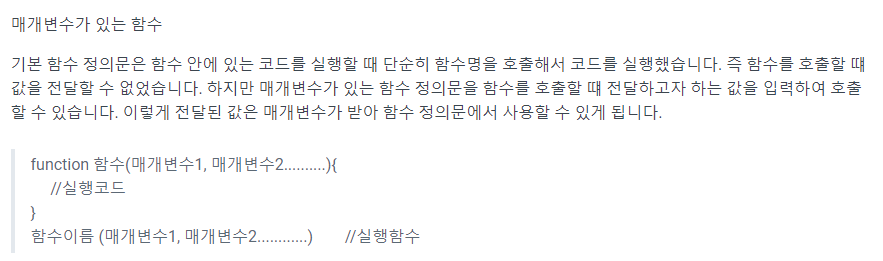 매개변수가 있는 함수
기본 함수 정의문은 함수 안에 있는 코드를 실행할 때 단순히 함수명을 호출해서 코드를 실행했습니다. 즉 함수를 호출할 떄
값을 전달할 수 없었습니다. 하지만 매개변수가 있는 함수 정의문을 함수를 호출할 떄 전달하고자 하는 값을 입력하여 호출
할 수 있습니다. 이렇게 전달된 값은 매개변수가 받아 함수 정의문에서 사용할 수 있게 됩니다.
function 함수(매개변수1, 매개변수2..........){
//실행코드
}
함수이름 (매개변수1, 매개변수2............) //실행함수